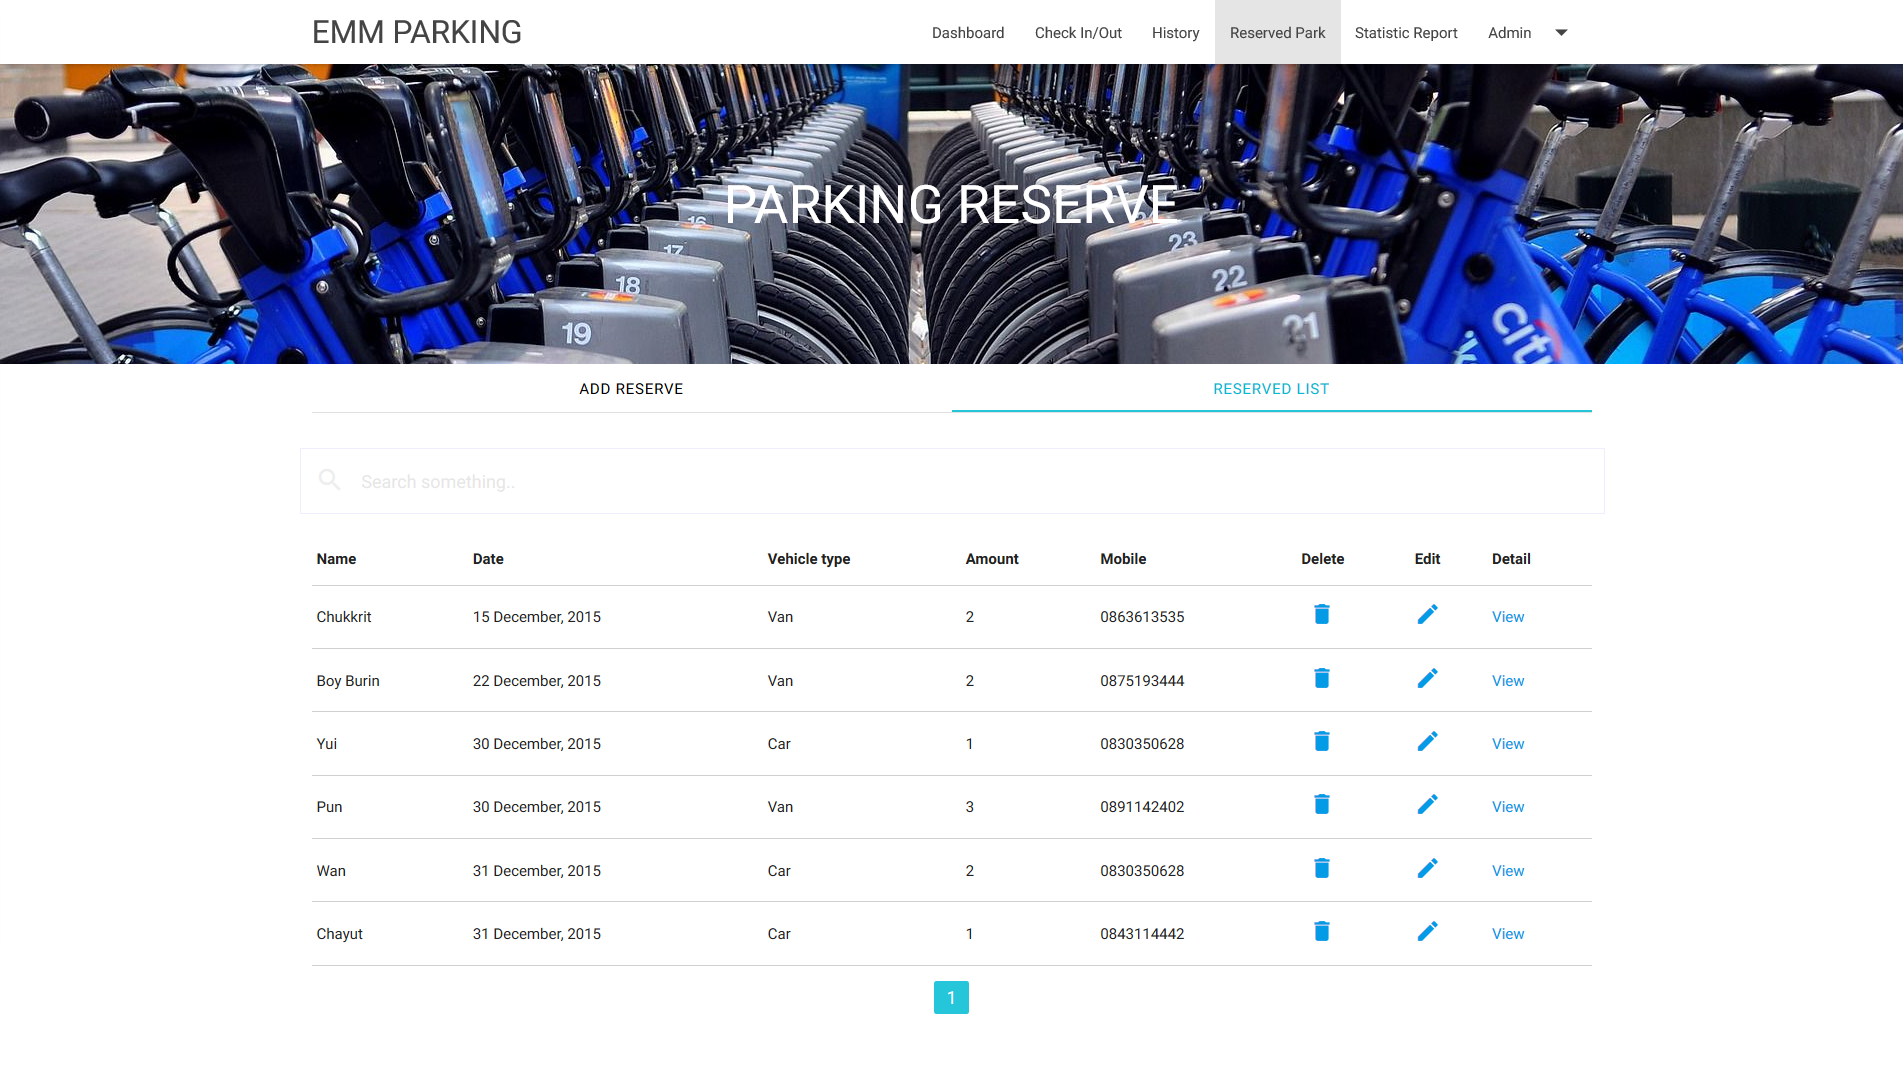 EMM PARKING
Dashboard Check In/Out History Reserved Park Statistic Report Admin
PARKING RESERVE
16
17
18
19
23
22
21
citi
ADD RESERVE RESERVED LIST
Search something..
Name Date Vehicle type Amount Mobile Delete Edit Detail
Chukkrit 15 December, 2015 Van 2 0863613535 View
Boy Burin 22 December, 2015 Van 2 0875193444 View
Yui 30 December, 2015 Car 1 0830350628 View
Pun 30 December, 2015 Van 3 0891142402 View
Wan 31 December, 2015 Car 2 0830350628 View
Chayut 31 December, 2015 Car 1 0843114442 View
1